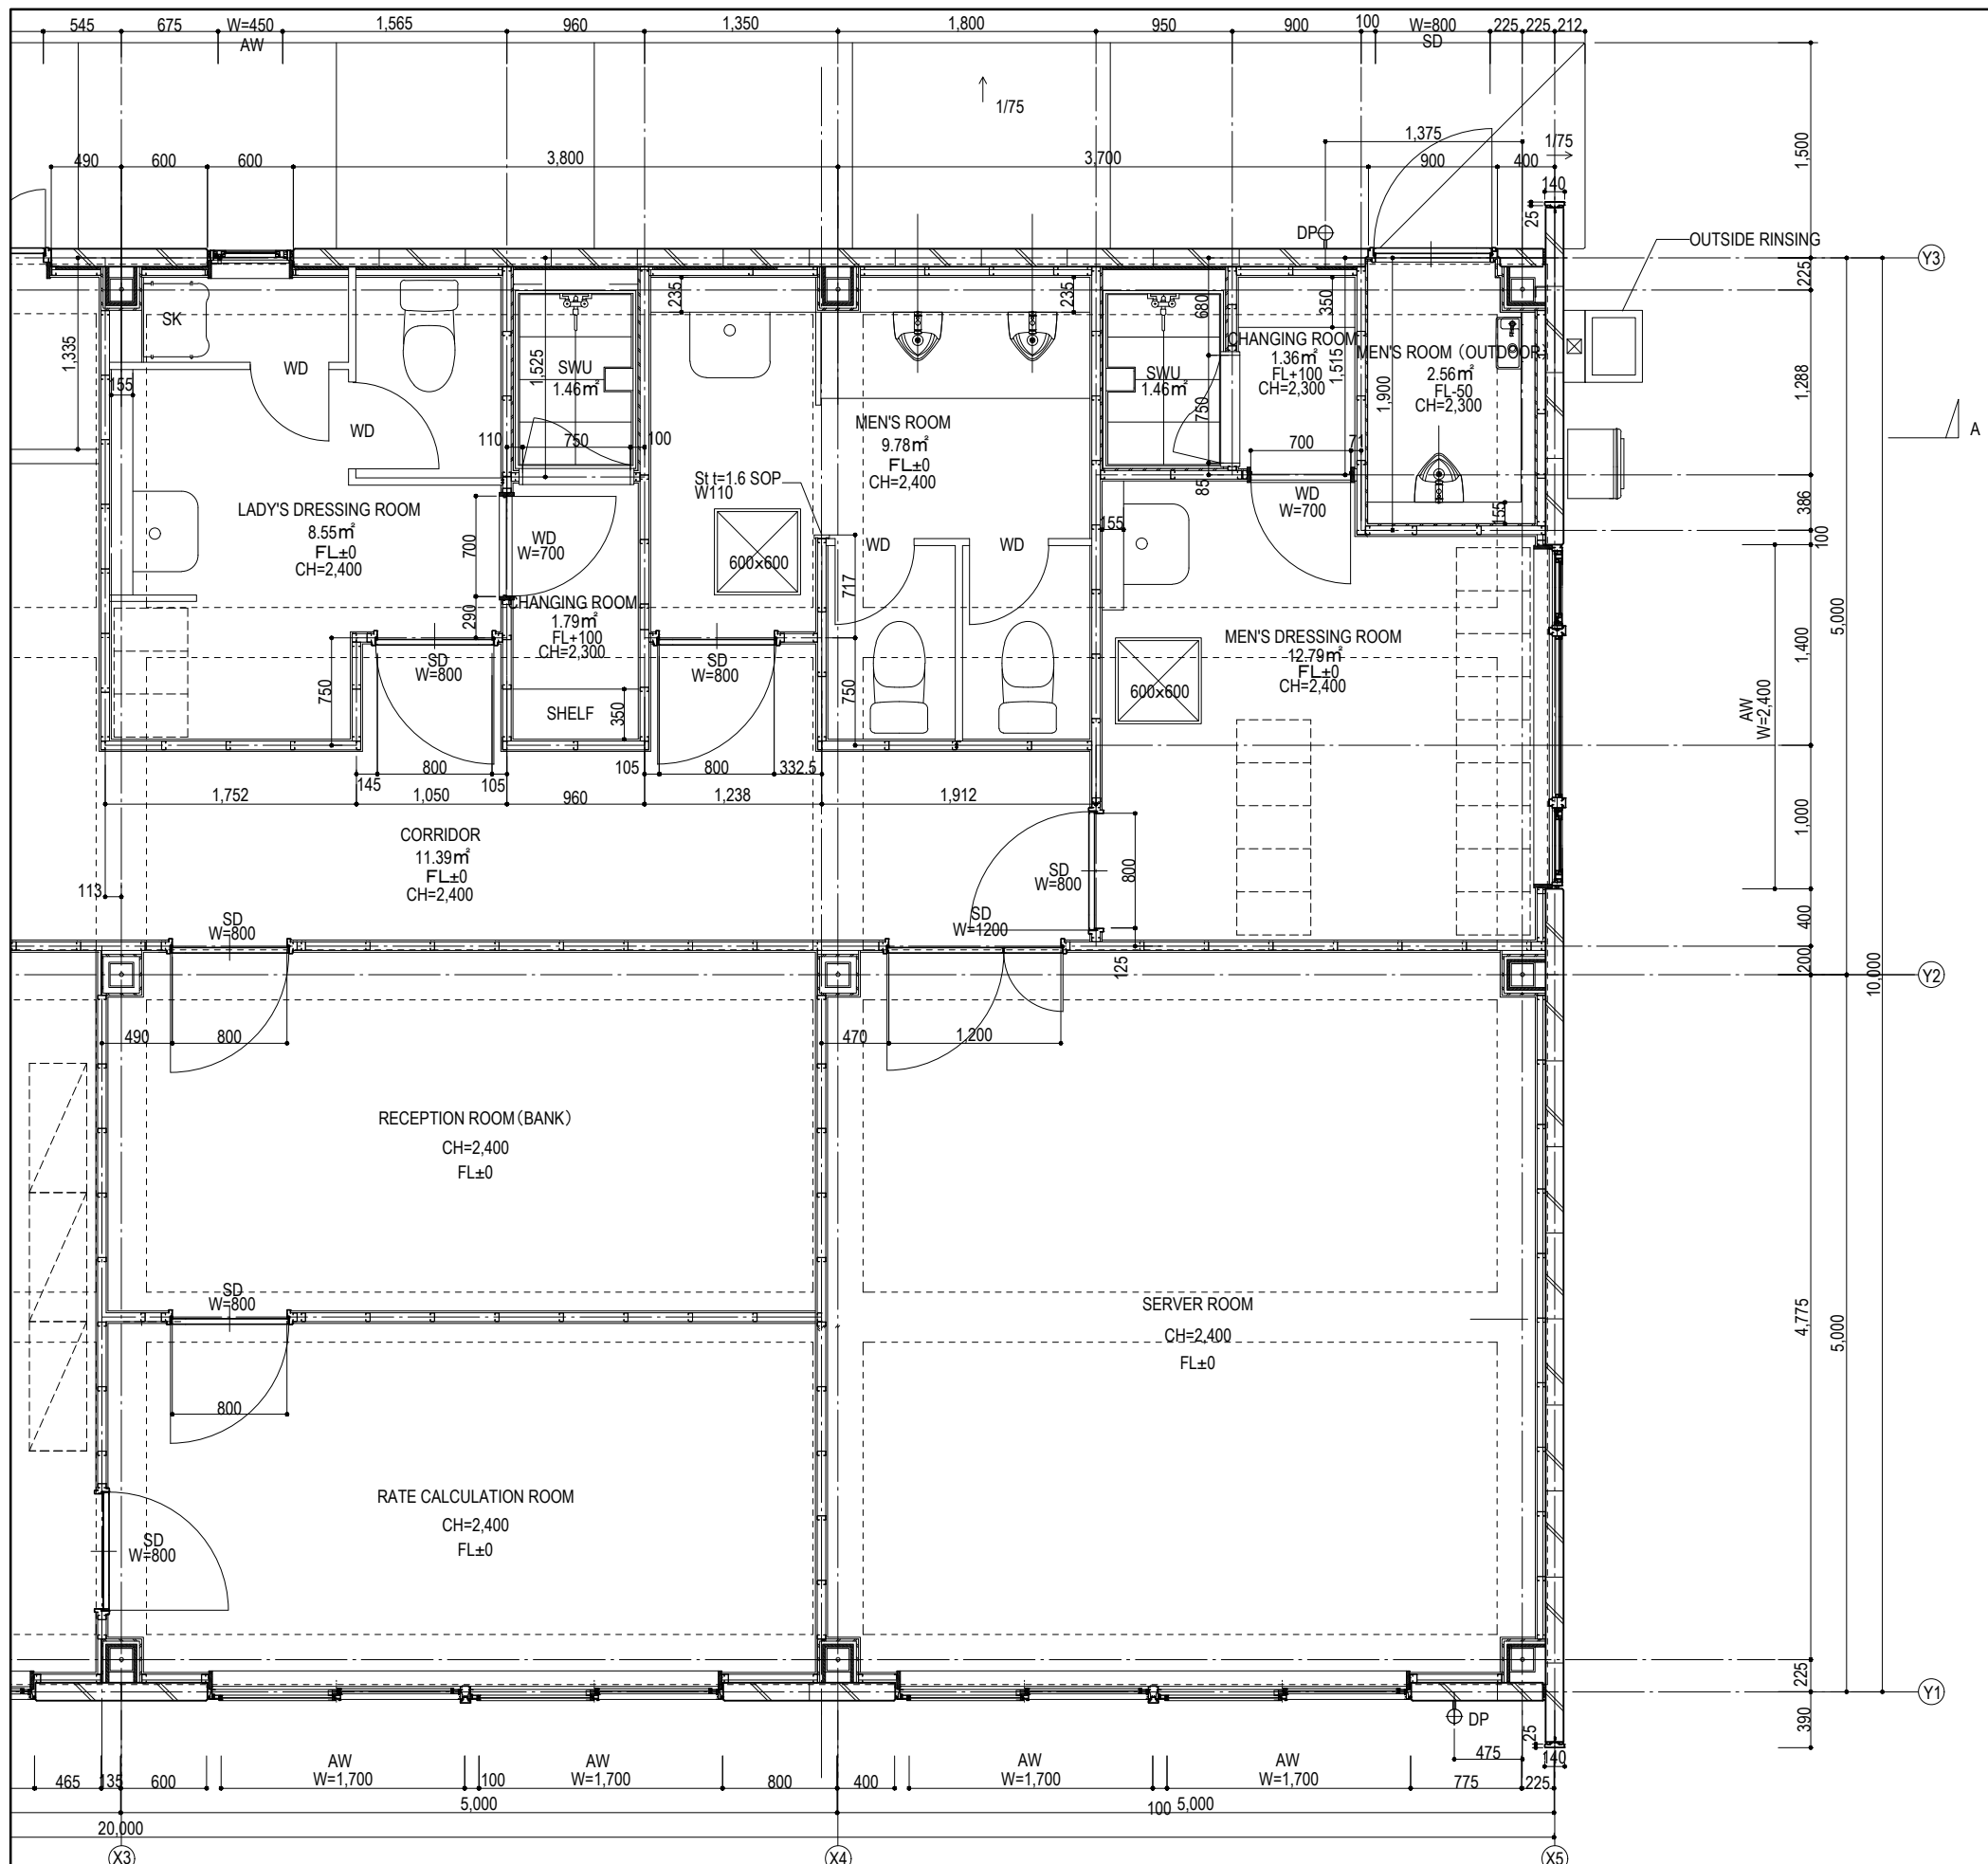 545 675 W=450 1,565 960 1,350 1,800 950 900 100 W=800 225 225 212
AW SD
1/75
1,375 1/75
490 600 600 3,800 3,700 900 400
140
25
1,500
DP
OUTSIDE RINSING
Y3
225
SK
WD
WD
1,335
155
1,525
SWU
1.46㎡
110 750 100
235
235
MEN'S ROOM
9.78㎡
FL±0
CH=2,400
St t=1.6 SOP
W110
680
SWU
1.46㎡
750
85
350
CHANGING ROOM
1.36㎡
FL+100
CH=2,300
1,515
700 71
WD
W=700
1,900
MEN'S ROOM (OUTDOOR)
2.56㎡
FL-50
CH=2,300
155
1,288
A
386
100
LADY'S DRESSING ROOM
8.55㎡
FL±0
CH=2,400
700
WD
W=700
290
CHANGING ROOM
1.79㎡
FL+100
CH=2,300
SHELF
350
600×600
WD
WD
717
750
155
600×600
MEN'S DRESSING ROOM
12.79㎡
FL±0
CH=2,400
AW
W=2,400
1,400
5,000
10,000
SD
W=800
SD
W=800
750
145 800 105 105 800 332.5
1,752 1,050 960 1,238 1,912
CORRIDOR
11.39㎡
FL±0
CH=2,400
113
SD
W=800
800
1,000
SD
W=800
SD
W=1200
125
400
200
Y2
490 800 470 1,200
RECEPTION ROOM(BANK)
CH=2,400
FL±0
SD
W=800
800
SERVER ROOM
CH=2,400
FL±0
4,775
5,000
RATE CALCULATION ROOM
CH=2,400
FL±0
SD
W=800
225
Y1
390
DP
25
475 140
465 135 600 AW
W=1,700 100 AW
W=1,700 800 400 AW
W=1,700 AW
W=1,700 775 225
5,000 100 5,000
20,000
X3 X4 X5